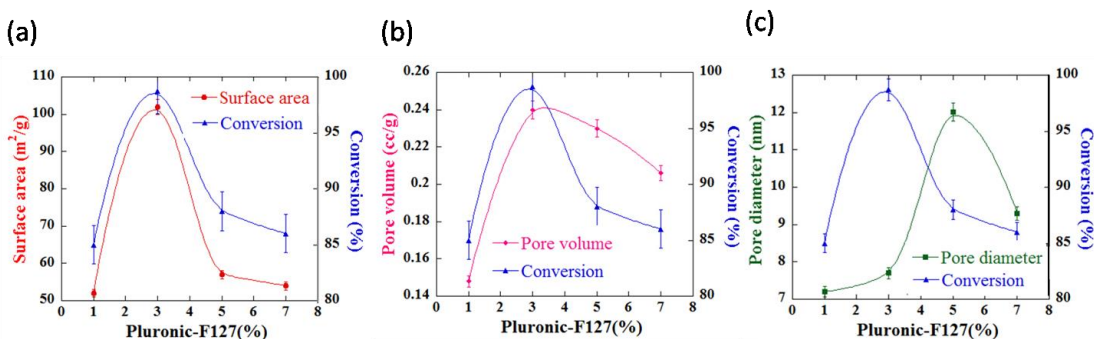 (a)
110
100
90
80
70
60
50
Surface area (m²/g)
100
95
90
85
80
Conversion (%)
Surface area
Conversion
0 1 2 3 4 5 6 7 8
Pluronic-F127(%)
(b)
0.26
0.24
0.22
0.2
0.18
0.16
0.14
Pore volume (cc/g)
100
95
90
85
80
Conversion (%)
Pore volume
Conversion
0 1 2 3 4 5 6 7 8
Pluronic-F127(%)
(c)
13
12
11
10
9
8
7
Pore diameter (nm)
100
95
90
85
80
Conversion (%)
Pore diameter
Conversion
0 1 2 3 4 5 6 7 8
Pluronic-F127(%)